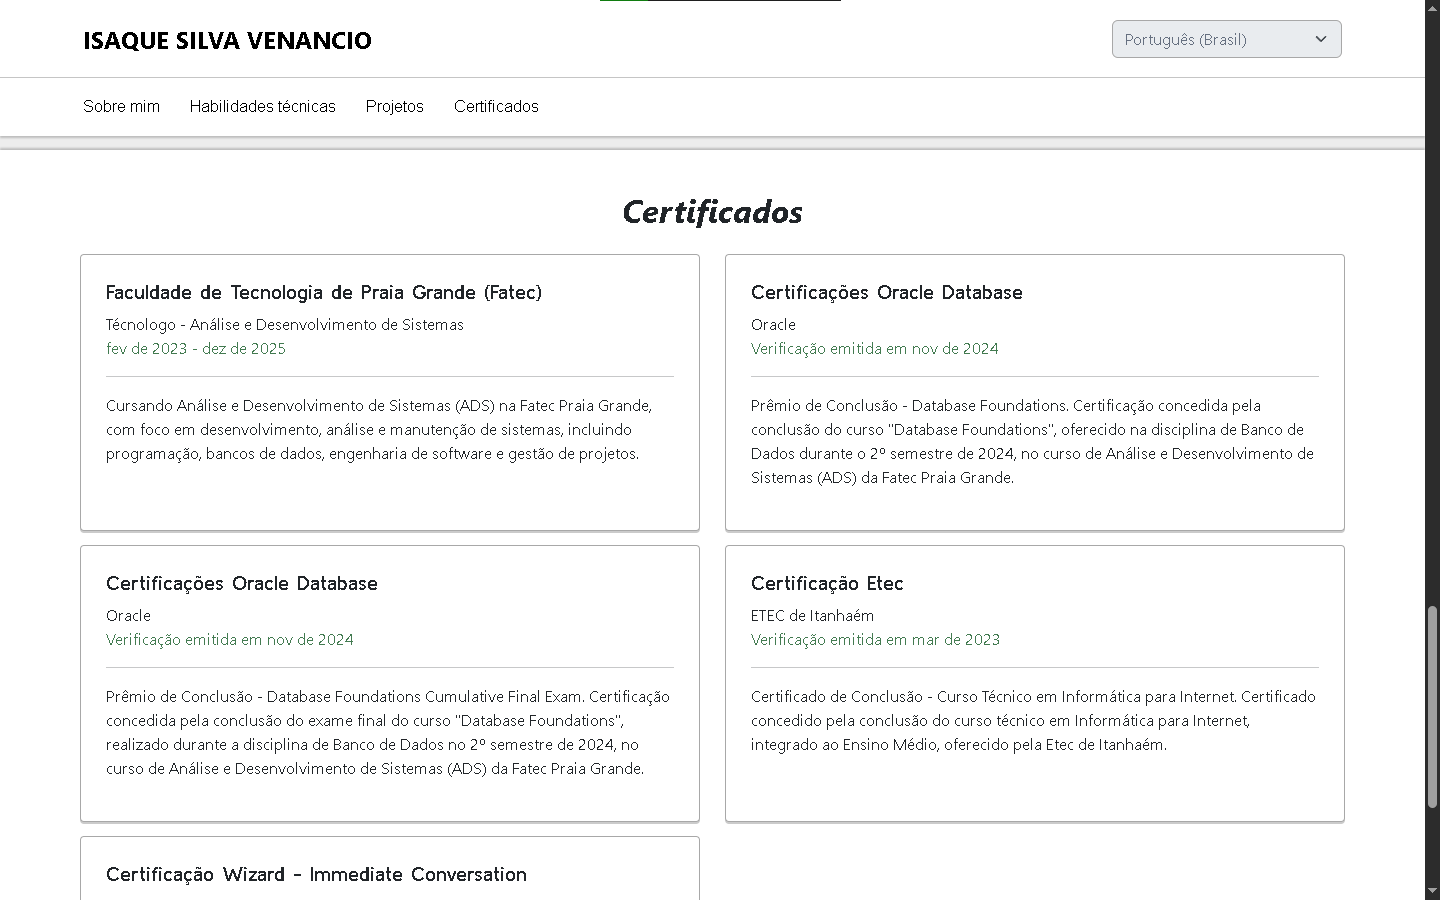 ISAQUE SILVA VENANCIO
Português (Brasil)
Sobre mim
Habilidades técnicas
Projetos
Certificados
Certificados
Faculdade de Tecnologia de Praia Grande (Fatec)
Técnologo - Análise e Desenvolvimento de Sistemas
fev de 2023 - dez de 2025
Cursando Análise e Desenvolvimento de Sistemas (ADS) na Fatec Praia Grande,
com foco em desenvolvimento, análise e manutenção de sistemas, incluindo
programação, bancos de dados, engenharia de software e gestão de projetos.
Certificações Oracle Database
Oracle
Verificação emitida em nov de 2024
Prêmio de Conclusão - Database Foundations. Certificação concedida pela
conclusão do curso "Database Foundations", oferecido na disciplina de Banco de
Dados durante o 2º semestre de 2024, no curso de Análise e Desenvolvimento de
Sistemas (ADS) da Fatec Praia Grande.
Certificações Oracle Database
Oracle
Verificação emitida em nov de 2024
Prêmio de Conclusão - Database Foundations Cumulative Final Exam. Certificação
concedida pela conclusão do exame final do curso "Database Foundations",
realizado durante a disciplina de Banco de Dados no 2º semestre de 2024, no
curso de Análise e Desenvolvimento de Sistemas (ADS) da Fatec Praia Grande.
Certificação Etec
ETEC de Itanhaém
Verificação emitida em mar de 2023
Certificado de Conclusão - Curso Técnico em Informática para Internet. Certificado
concedido pela conclusão do curso técnico em Informática para Internet,
integrado ao Ensino Médio, oferecido pela Etec de Itanhaém.
Certificação Wizard - Immediate Conversation